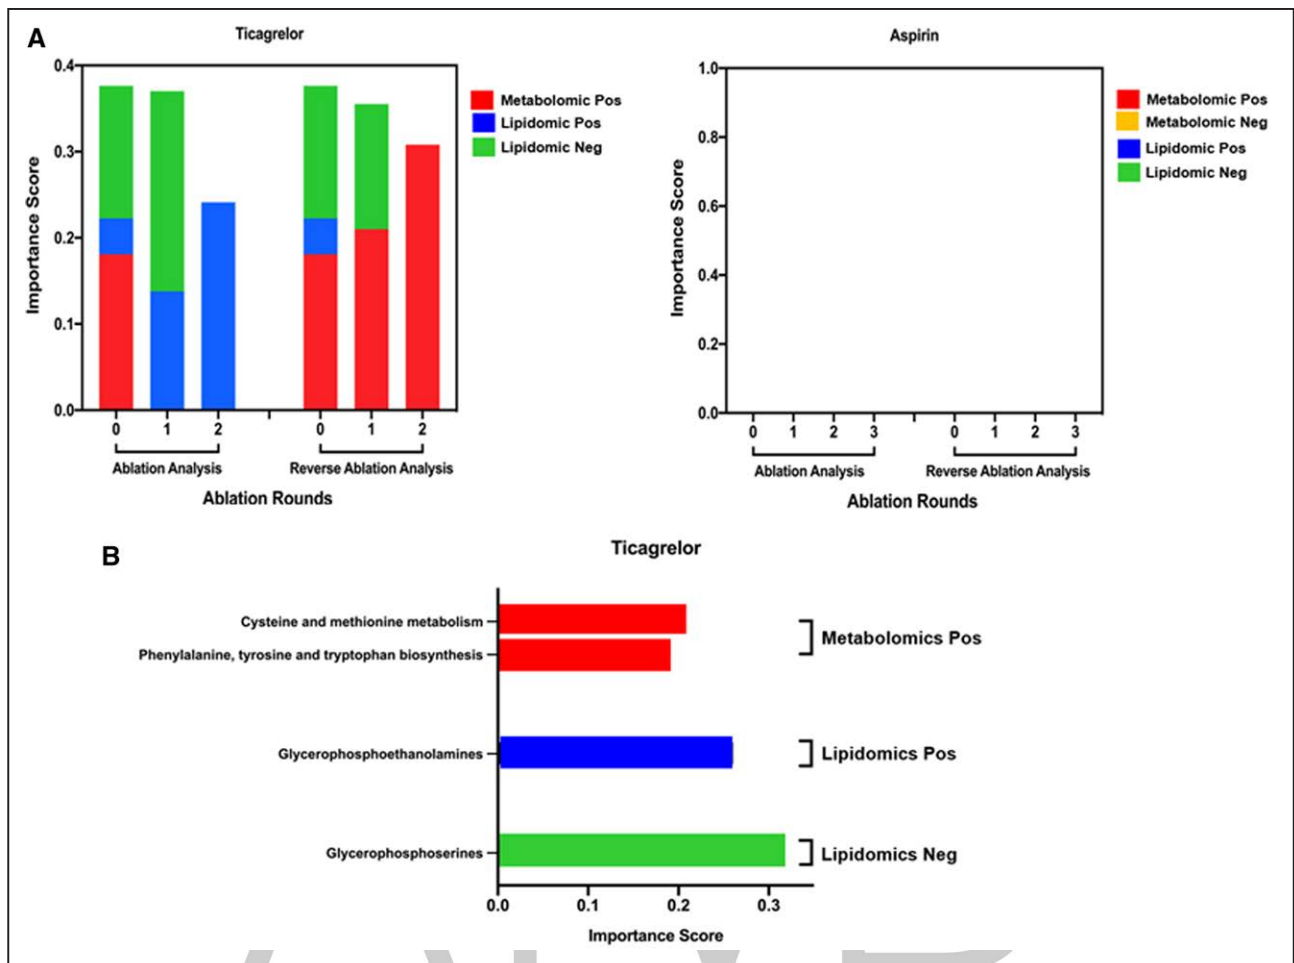 A
Ticagrelor
Importance Score
0.4
0.3
0.2
0.1
0.0
0 1 2 0 1 2
Ablation Analysis Reverse Ablation Analysis
Ablation Rounds
Metabolomic Pos
Lipidomic Pos
Lipidomic Neg
Aspirin
Importance Score
1.0
0.8
0.6
0.4
0.2
0.0
0 1 2 3 0 1 2 3
Ablation Analysis Reverse Ablation Analysis
Ablation Rounds
Metabolomic Pos
Metabolomic Neg
Lipidomic Pos
Lipidomic Neg
B
Ticagrelor
Cysteine and methionine metabolism
Phenylalanine, tyrosine and tryptophan biosynthesis
Metabolomics Pos
Glycerophosphoethanolamines
Lipidomics Pos
Glycerophosphoserines
Lipidomics Neg
0.0 0.1 0.2 0.3
Importance Score